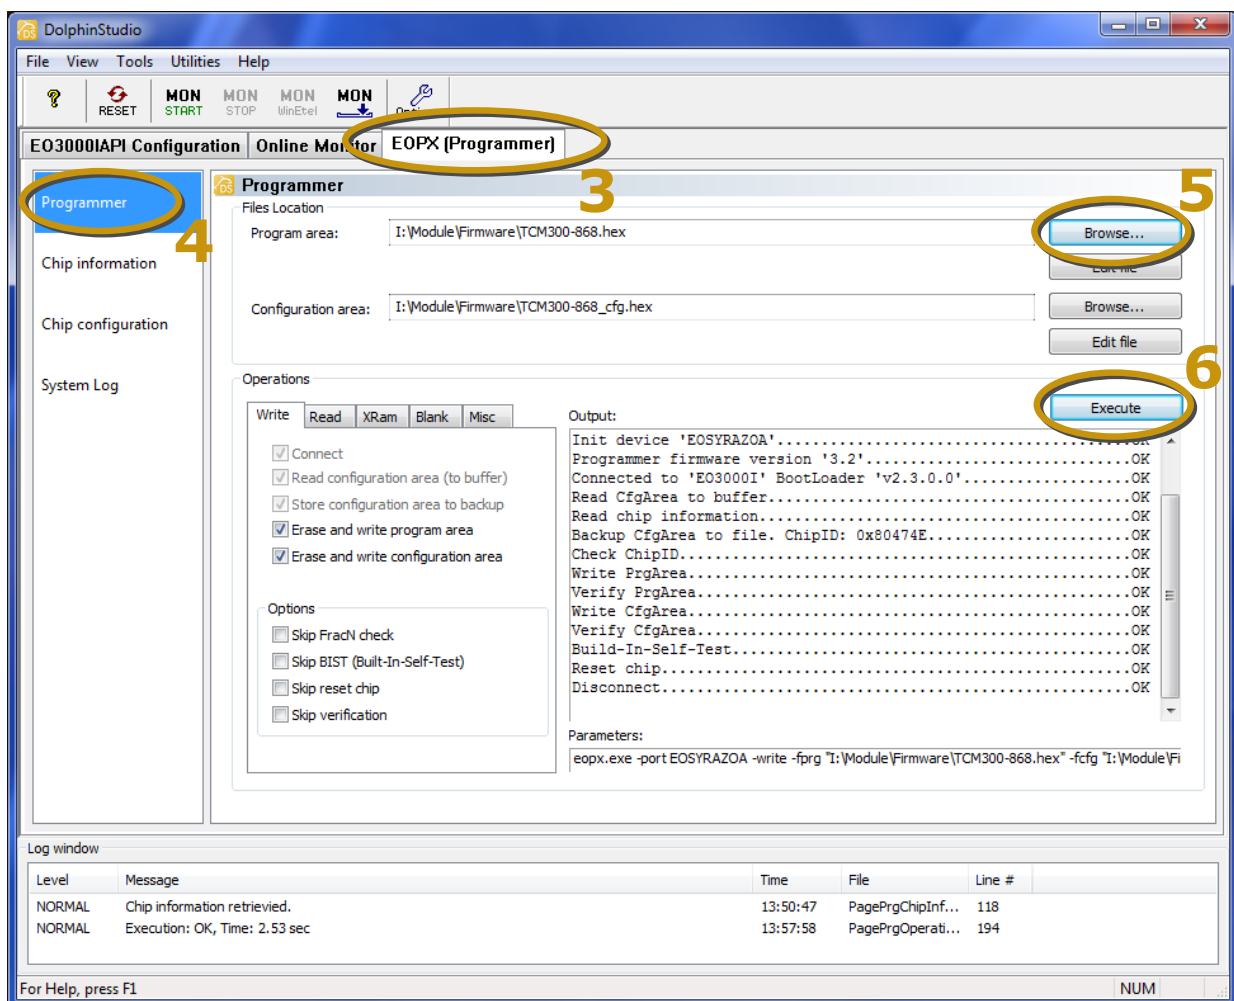 DolphinStudio
File View Tools Utilities Help
RESET MON START MON STOP MON WinEtel MON
EO3000IAPI Configuration Online Monitor EOPX (Programmer)
3
Programmer
4
Chip information
Chip configuration
System Log
Programmer
Files Location
Program area: I:\Module\Firmware\TCM300-868.hex Browse...
5
Edit file
Configuration area: I:\Module\Firmware\TCM300-868_cfg.hex Browse...
Edit file
6
Operations
Write Read XRam Blank Misc
Connect
Read configuration area (to buffer)
Store configuration area to backup
Erase and write program area
Erase and write configuration area
Options
Skip FracN check
Skip BIST (Built-In-Self-Test)
Skip reset chip
Skip verification
Output:
Execute
Init device 'EOSYRAZOA'........................................OK
Programmer firmware version '3.2'..............................OK
Connected to 'EO3000I' BootLoader 'v2.3.0.0'...................OK
Read CfgArea to buffer.........................................OK
Read chip information..........................................OK
Backup CfgArea to file. ChipID: 0x80474E.......................OK
Check ChipID...................................................OK
Write PrgArea..................................................OK
Verify PrgArea.................................................OK
Write CfgArea..................................................OK
Verify CfgArea.................................................OK
Build-In-Self-Test.............................................OK
Reset chip.....................................................OK
Disconnect.....................................................OK
Parameters:
eopx.exe -port EOSYRAZOA -write -fprg "I:\Module\Firmware\TCM300-868.hex" -fcfg "I:\Module\Fi
Log window
Level Message Time File Line #
NORMAL Chip information retrievied. 13:50:47 PagePrgChipInf... 118
NORMAL Execution: OK, Time: 2.53 sec 13:57:58 PagePrgOperati... 194
For Help, press F1 NUM